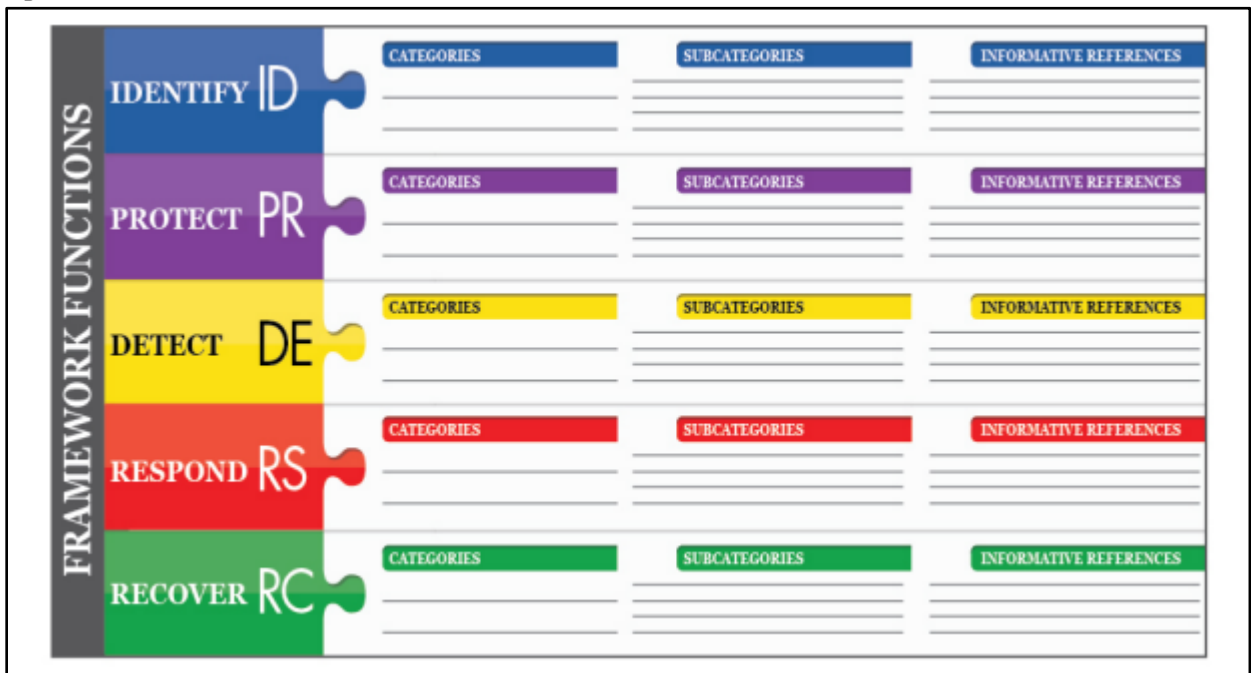 FRAMEWORK FUNCTIONS
IDENTIFY ID
CATEGORIES
SUBCATEGORIES
INFORMATIVE REFERENCES
PROTECT PR
CATEGORIES
SUBCATEGORIES
INFORMATIVE REFERENCES
DETECT DE
CATEGORIES
SUBCATEGORIES
INFORMATIVE REFERENCES
RESPOND RS
CATEGORIES
SUBCATEGORIES
INFORMATIVE REFERENCES
RECOVER RC
CATEGORIES
SUBCATEGORIES
INFORMATIVE REFERENCES